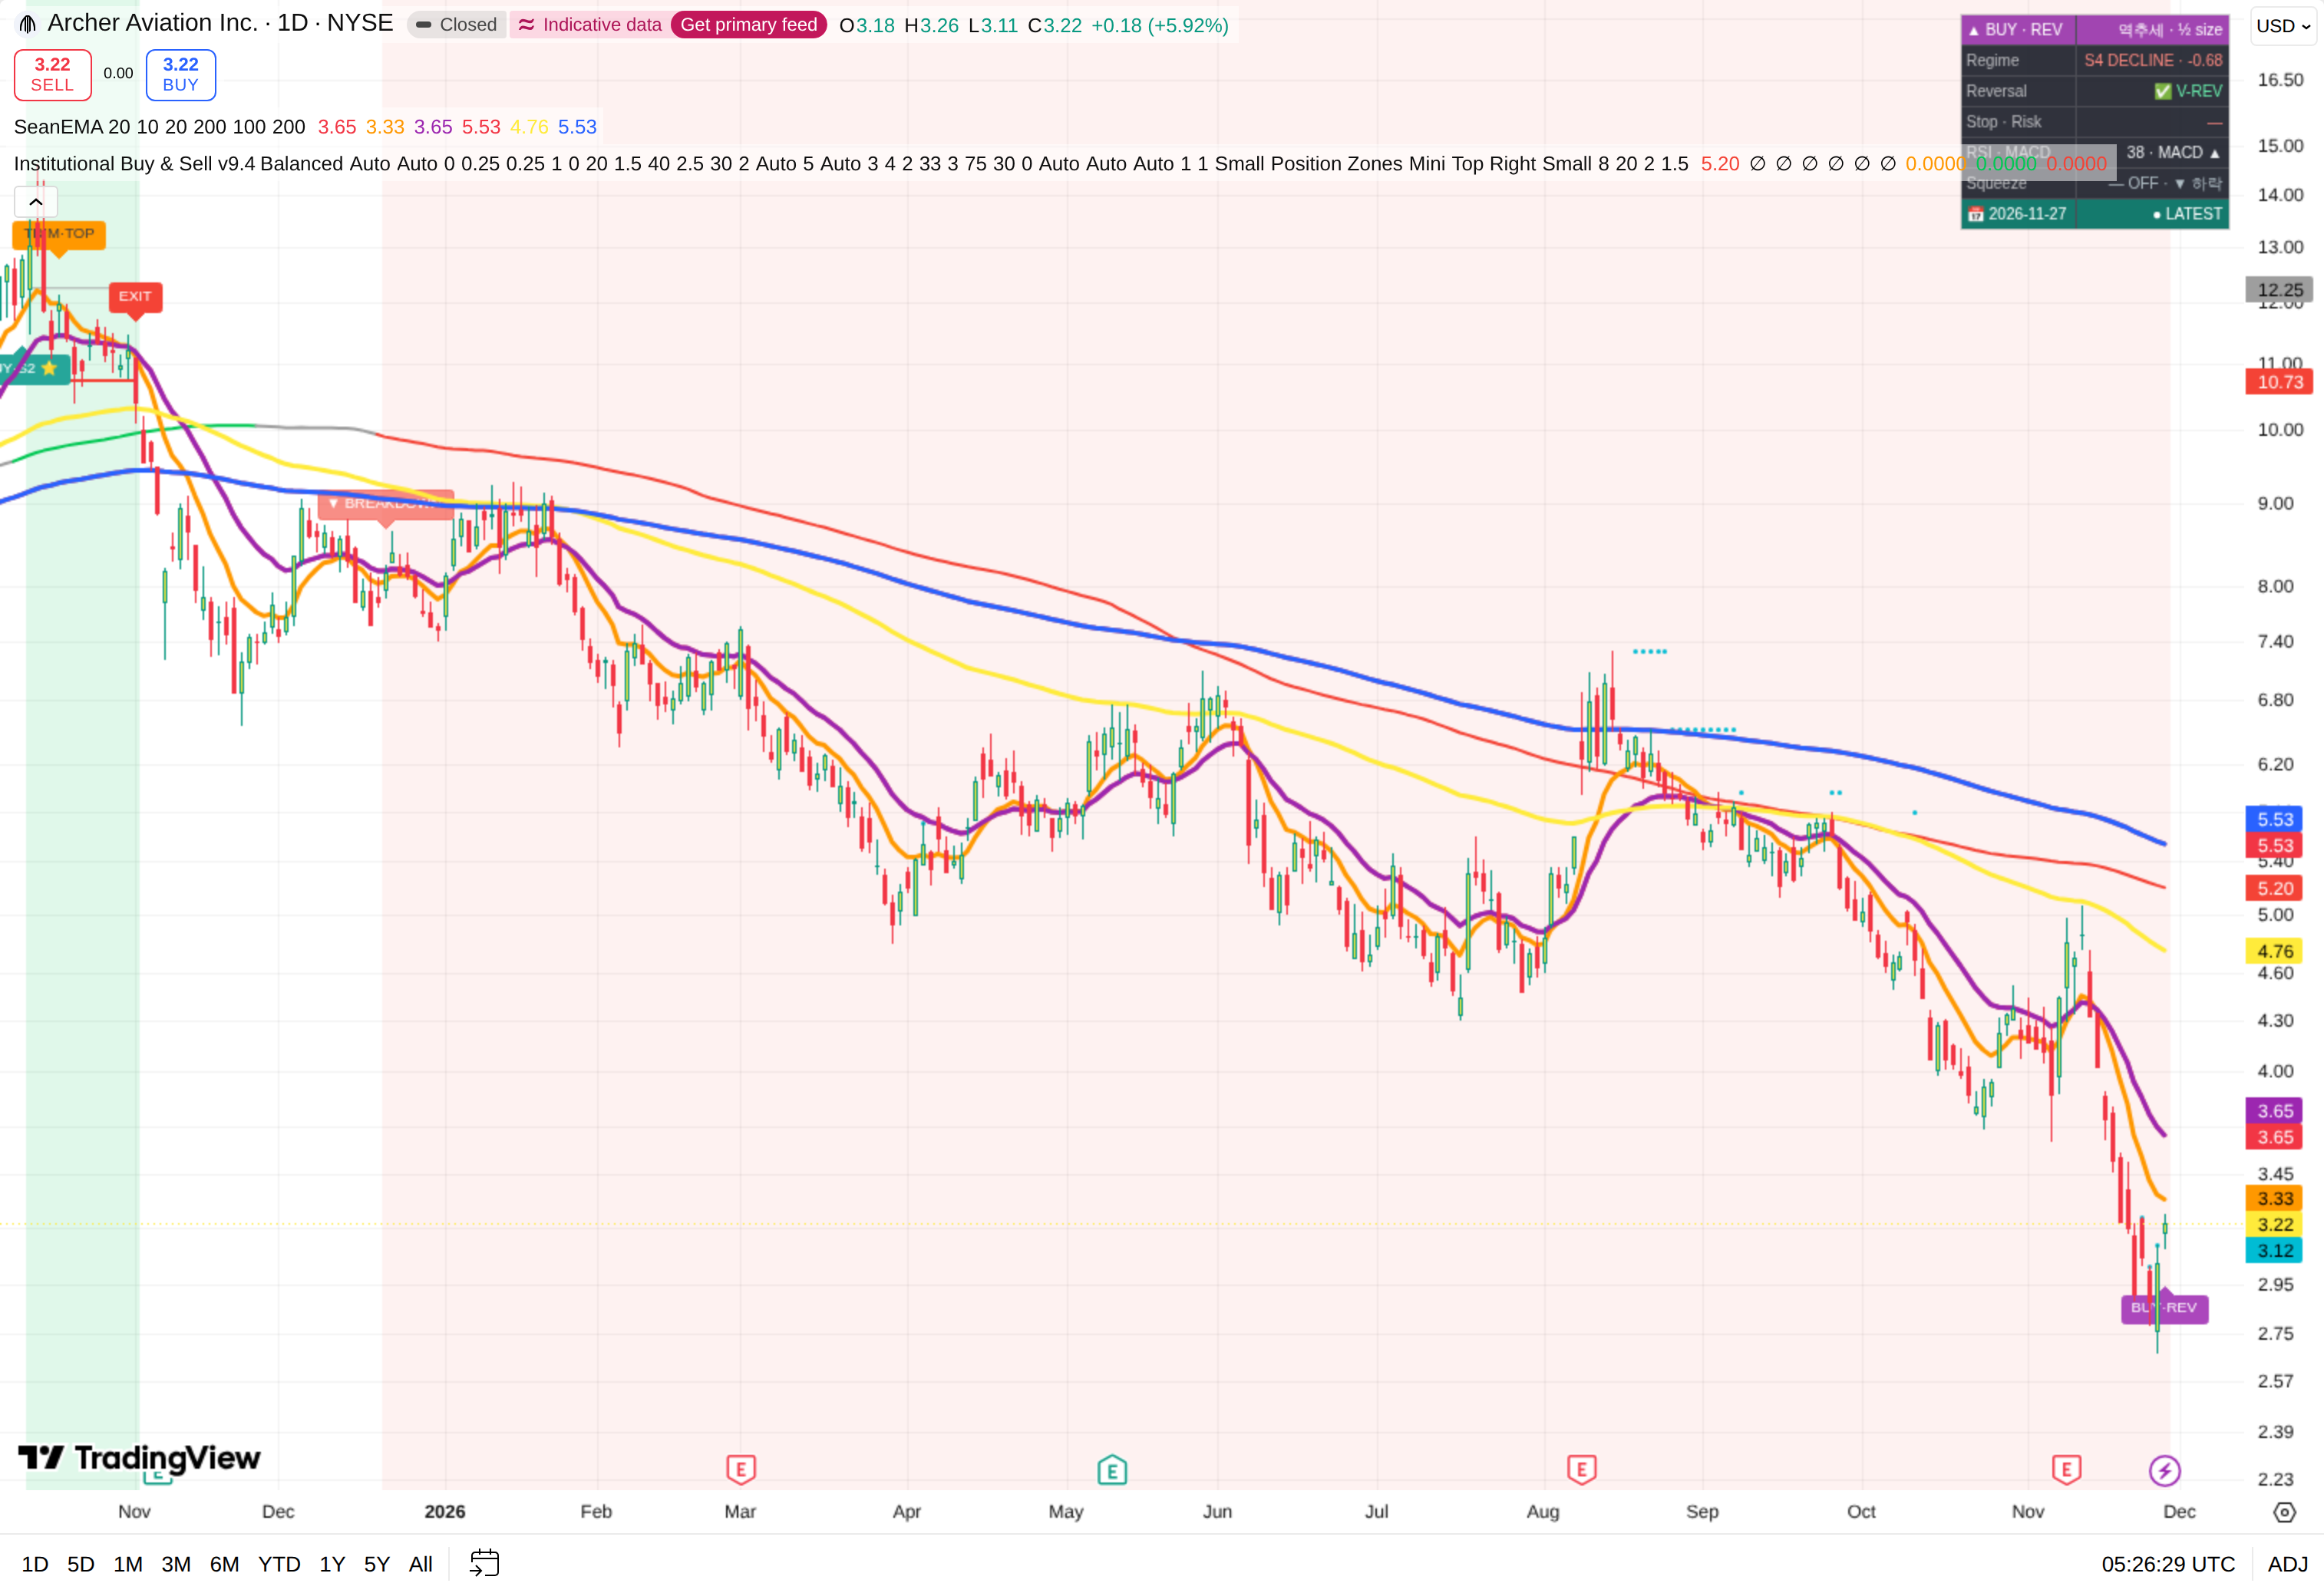 Archer Aviation Inc. · 1D · NYSE Closed Indicative data Get primary feed O3.18 H3.26 L3.11 C3.22 +0.18 (+5.92%)
3.22 SELL 0.00 3.22 BUY
SeanEMA 20 10 20 200 100 200 3.65 3.33 3.65 5.53 4.76 5.53
Institutional Buy & Sell v9.4 Balanced Auto Auto 0 0.25 0.25 1 0 20 1.5 40 2.5 30 2 Auto 5 Auto 3 4 2 33 3 75 30 0 Auto Auto Auto 1 1 Small Position Zones Mini Top Right Small 8 20 2 1.5 5.20 ∅ ∅ ∅ ∅ ∅ ∅ 0.0000 0.0000 0.0000
▲ BUY · REV 역추세 · ½ size
Regime S4 DECLINE · -0.68
Reversal ✅ V-REV
Stop · Risk —
RSI · MACD 38 · MACD ▲
Squeeze — OFF · ▼ 하락
📅 2026-11-27 ● LATEST
USD
16.50
15.00
14.00
13.00
12.25
12.00
11.00
10.73
10.00
9.00
8.00
7.40
6.80
6.20
5.53
5.53
5.40
5.20
5.00
4.76
4.60
4.30
4.00
3.65
3.65
3.45
3.33
3.22
3.12
2.95
2.75
2.57
2.39
2.23
TRIM-TOP
EXIT
▼ BREAKDOWN
BUY-REV
TradingView
E E E E E
Nov Dec 2026 Feb Mar Apr May Jun Jul Aug Sep Oct Nov Dec
1D 5D 1M 3M 6M YTD 1Y 5Y All 05:26:29 UTC ADJ